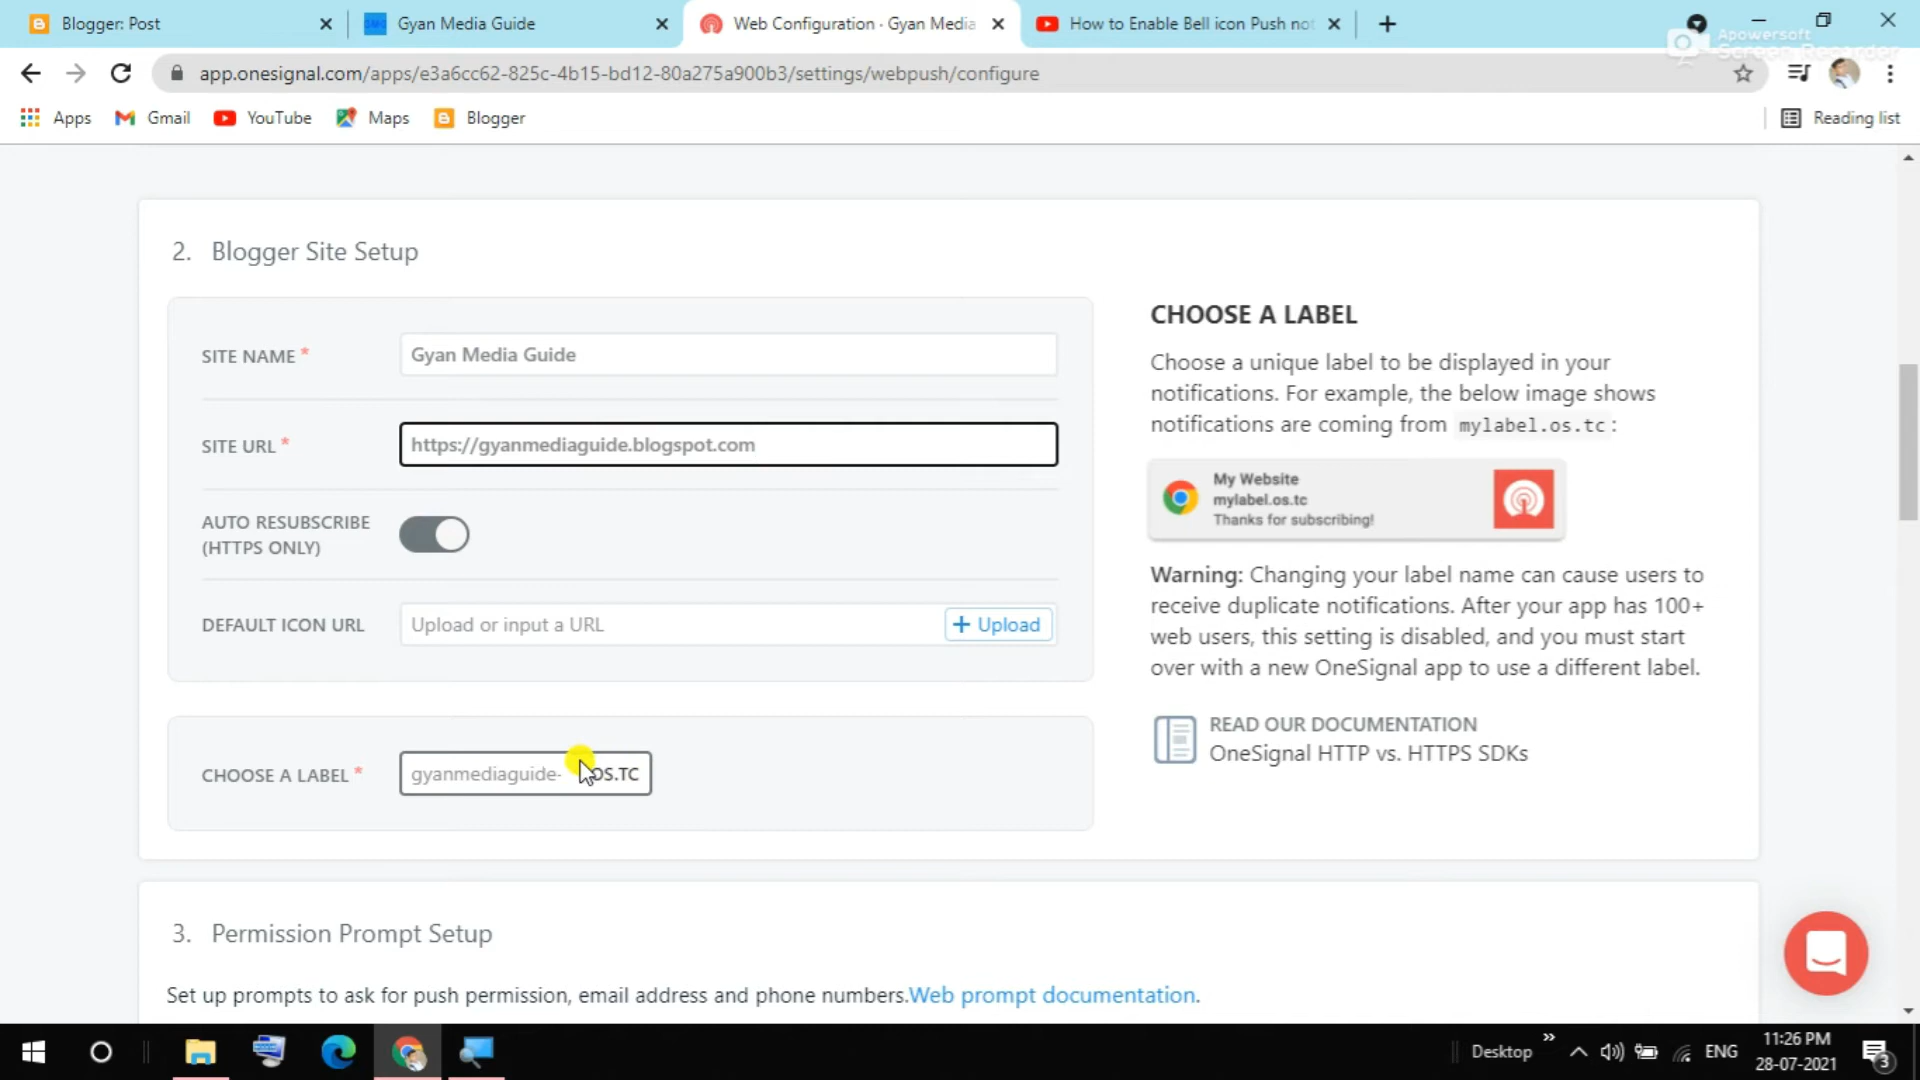 Blogger: Post
Gyan Media Guide
Web Configuration · Gyan Media
How to Enable Bell icon Push not
Apowersoft
Screen Recorder
app.onesignal.com/apps/e3a6cc62-825c-4b15-bd12-80a275a900b3/settings/webpush/configure
Apps
Gmail
YouTube
Maps
Blogger
Reading list
2. Blogger Site Setup
SITE NAME *
Gyan Media Guide
SITE URL *
https://gyanmediaguide.blogspot.com
AUTO RESUBSCRIBE
(HTTPS ONLY)
DEFAULT ICON URL
Upload or input a URL
+ Upload
CHOOSE A LABEL *
gyanmediaguide-
OS.TC
CHOOSE A LABEL
Choose a unique label to be displayed in your
notifications. For example, the below image shows
notifications are coming from mylabel.os.tc:
My Website
mylabel.os.tc
Thanks for subscribing!
Warning: Changing your label name can cause users to
receive duplicate notifications. After your app has 100+
web users, this setting is disabled, and you must start
over with a new OneSignal app to use a different label.
READ OUR DOCUMENTATION
OneSignal HTTP vs. HTTPS SDKs
3. Permission Prompt Setup
Set up prompts to ask for push permission, email address and phone numbers.Web prompt documentation.
Desktop
ENG
11:26 PM
28-07-2021
3